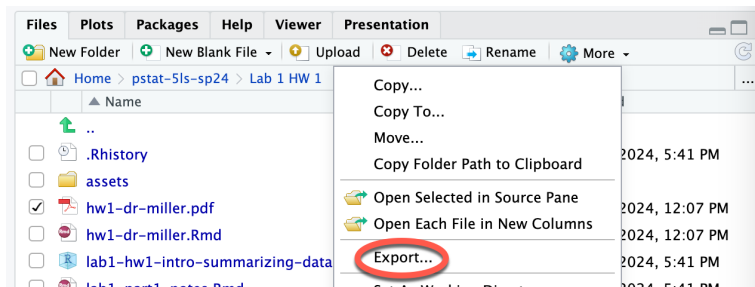 Files Plots Packages Help Viewer Presentation
New Folder New Blank File Upload Delete Rename More
Home > pstat-5ls-sp24 > Lab 1 HW 1 ...
Name
..
.Rhistory 2024, 5:41 PM
assets
hw1-dr-miller.pdf 2024, 12:07 PM
hw1-dr-miller.Rmd 2024, 12:07 PM
lab1-hw1-intro-summarizing-data 2024, 5:41 PM
lab1-part1-notes.Rmd 2024, 5:41 PM
Copy...
Copy To...
Move...
Copy Folder Path to Clipboard
Open Selected in Source Pane
Open Each File in New Columns
Export...